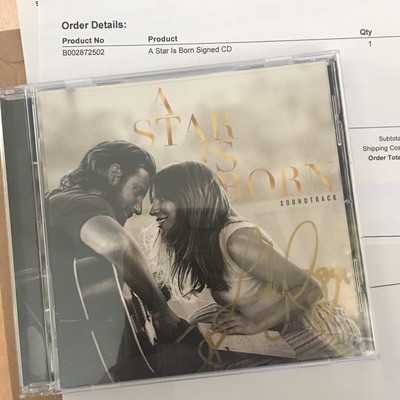 Order Details:
Product No Product Qty
B002872502 A Star Is Born Signed CD 1
Subtota
Shipping Cos
Order Tota
A
STAR
IS
BORN
SOUNDTRACK